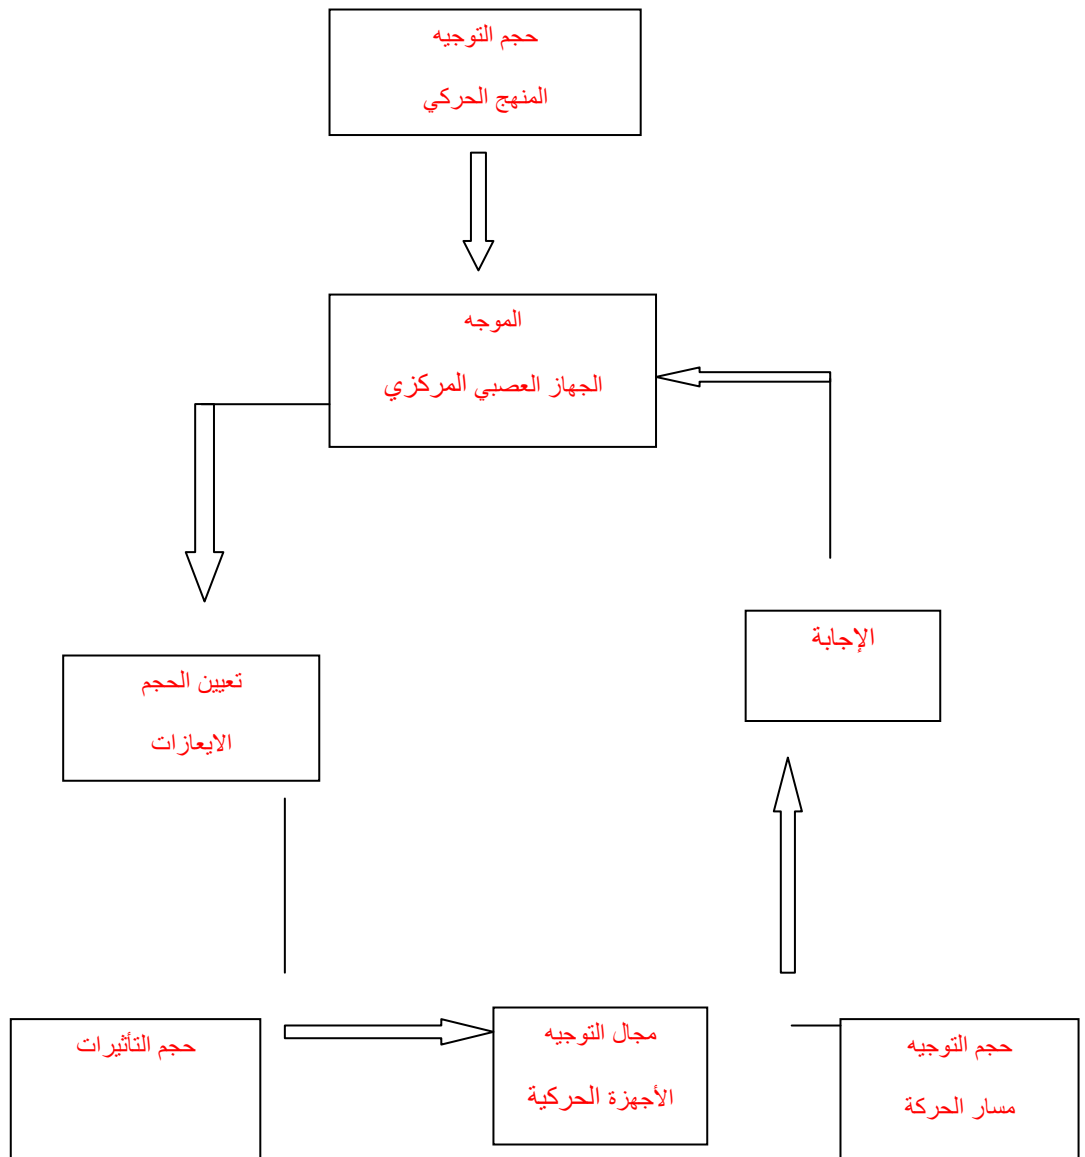 حجم التوجيه
المنهج الحركي
الموجه
الجهاز العصبي المركزي
الإجابة
تعيين الحجم
الايعازات
حجم التوجيه
مسار الحركة
مجال التوجيه
الأجهزة الحركية
حجم التأثيرات